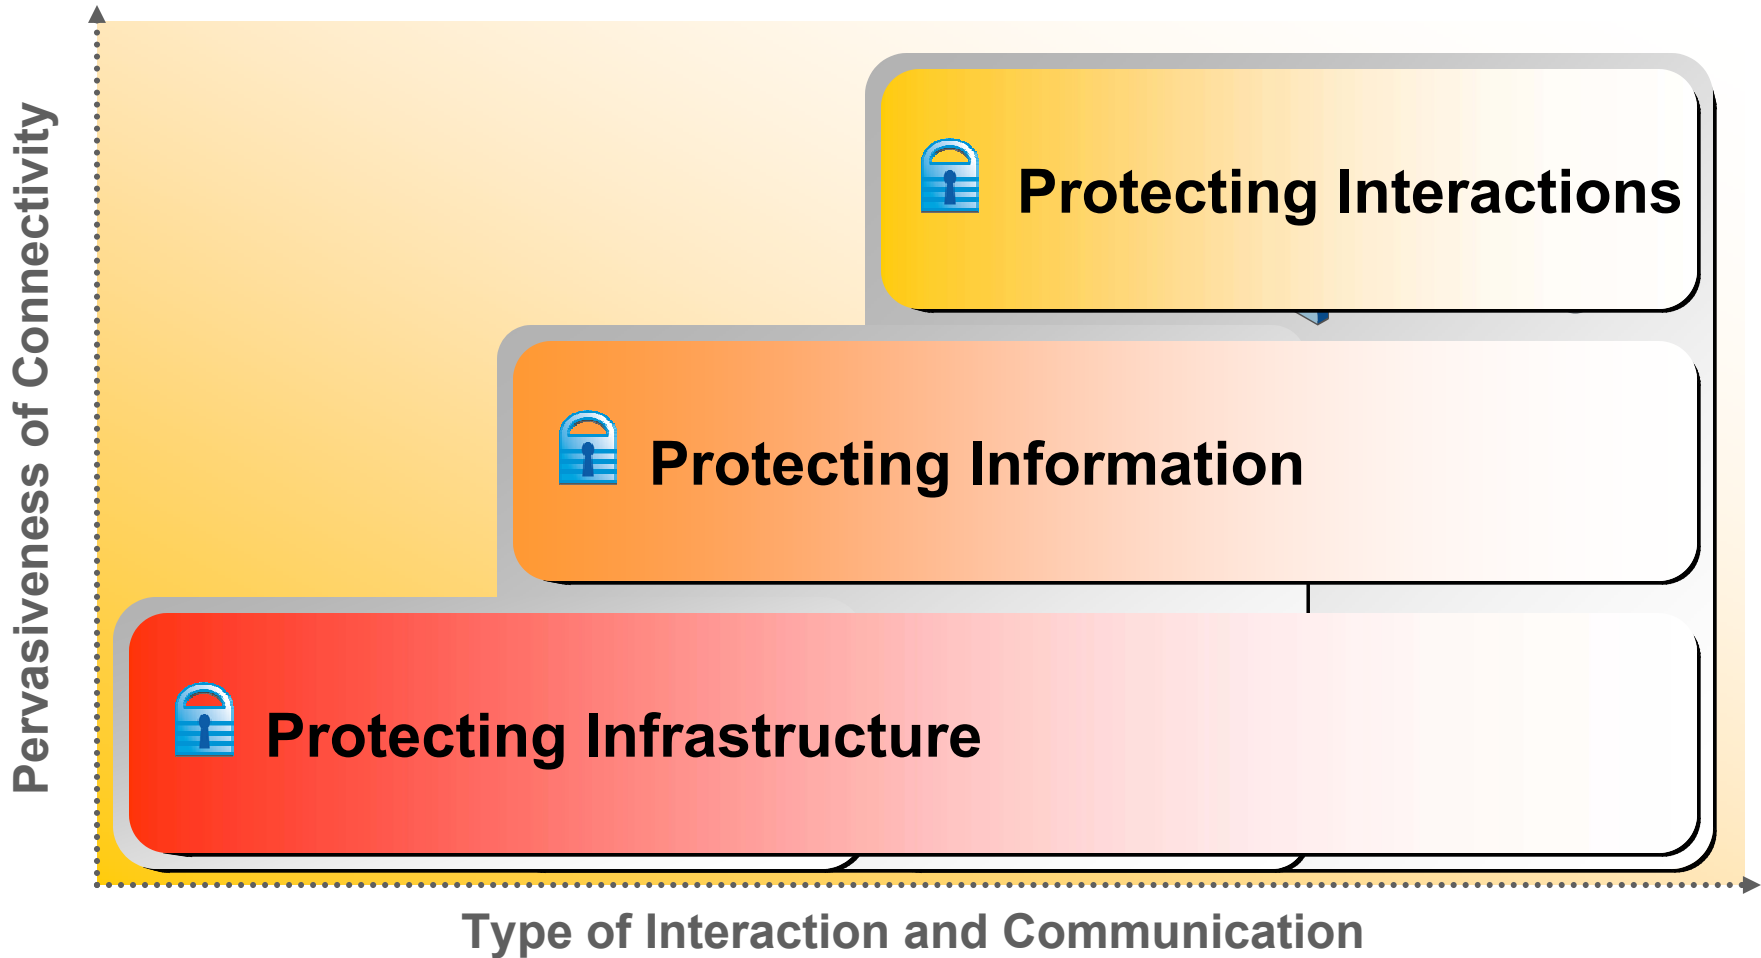 Pervasiveness of Connectivity
Protecting Interactions
Protecting Information
Protecting Infrastructure
Type of Interaction and Communication